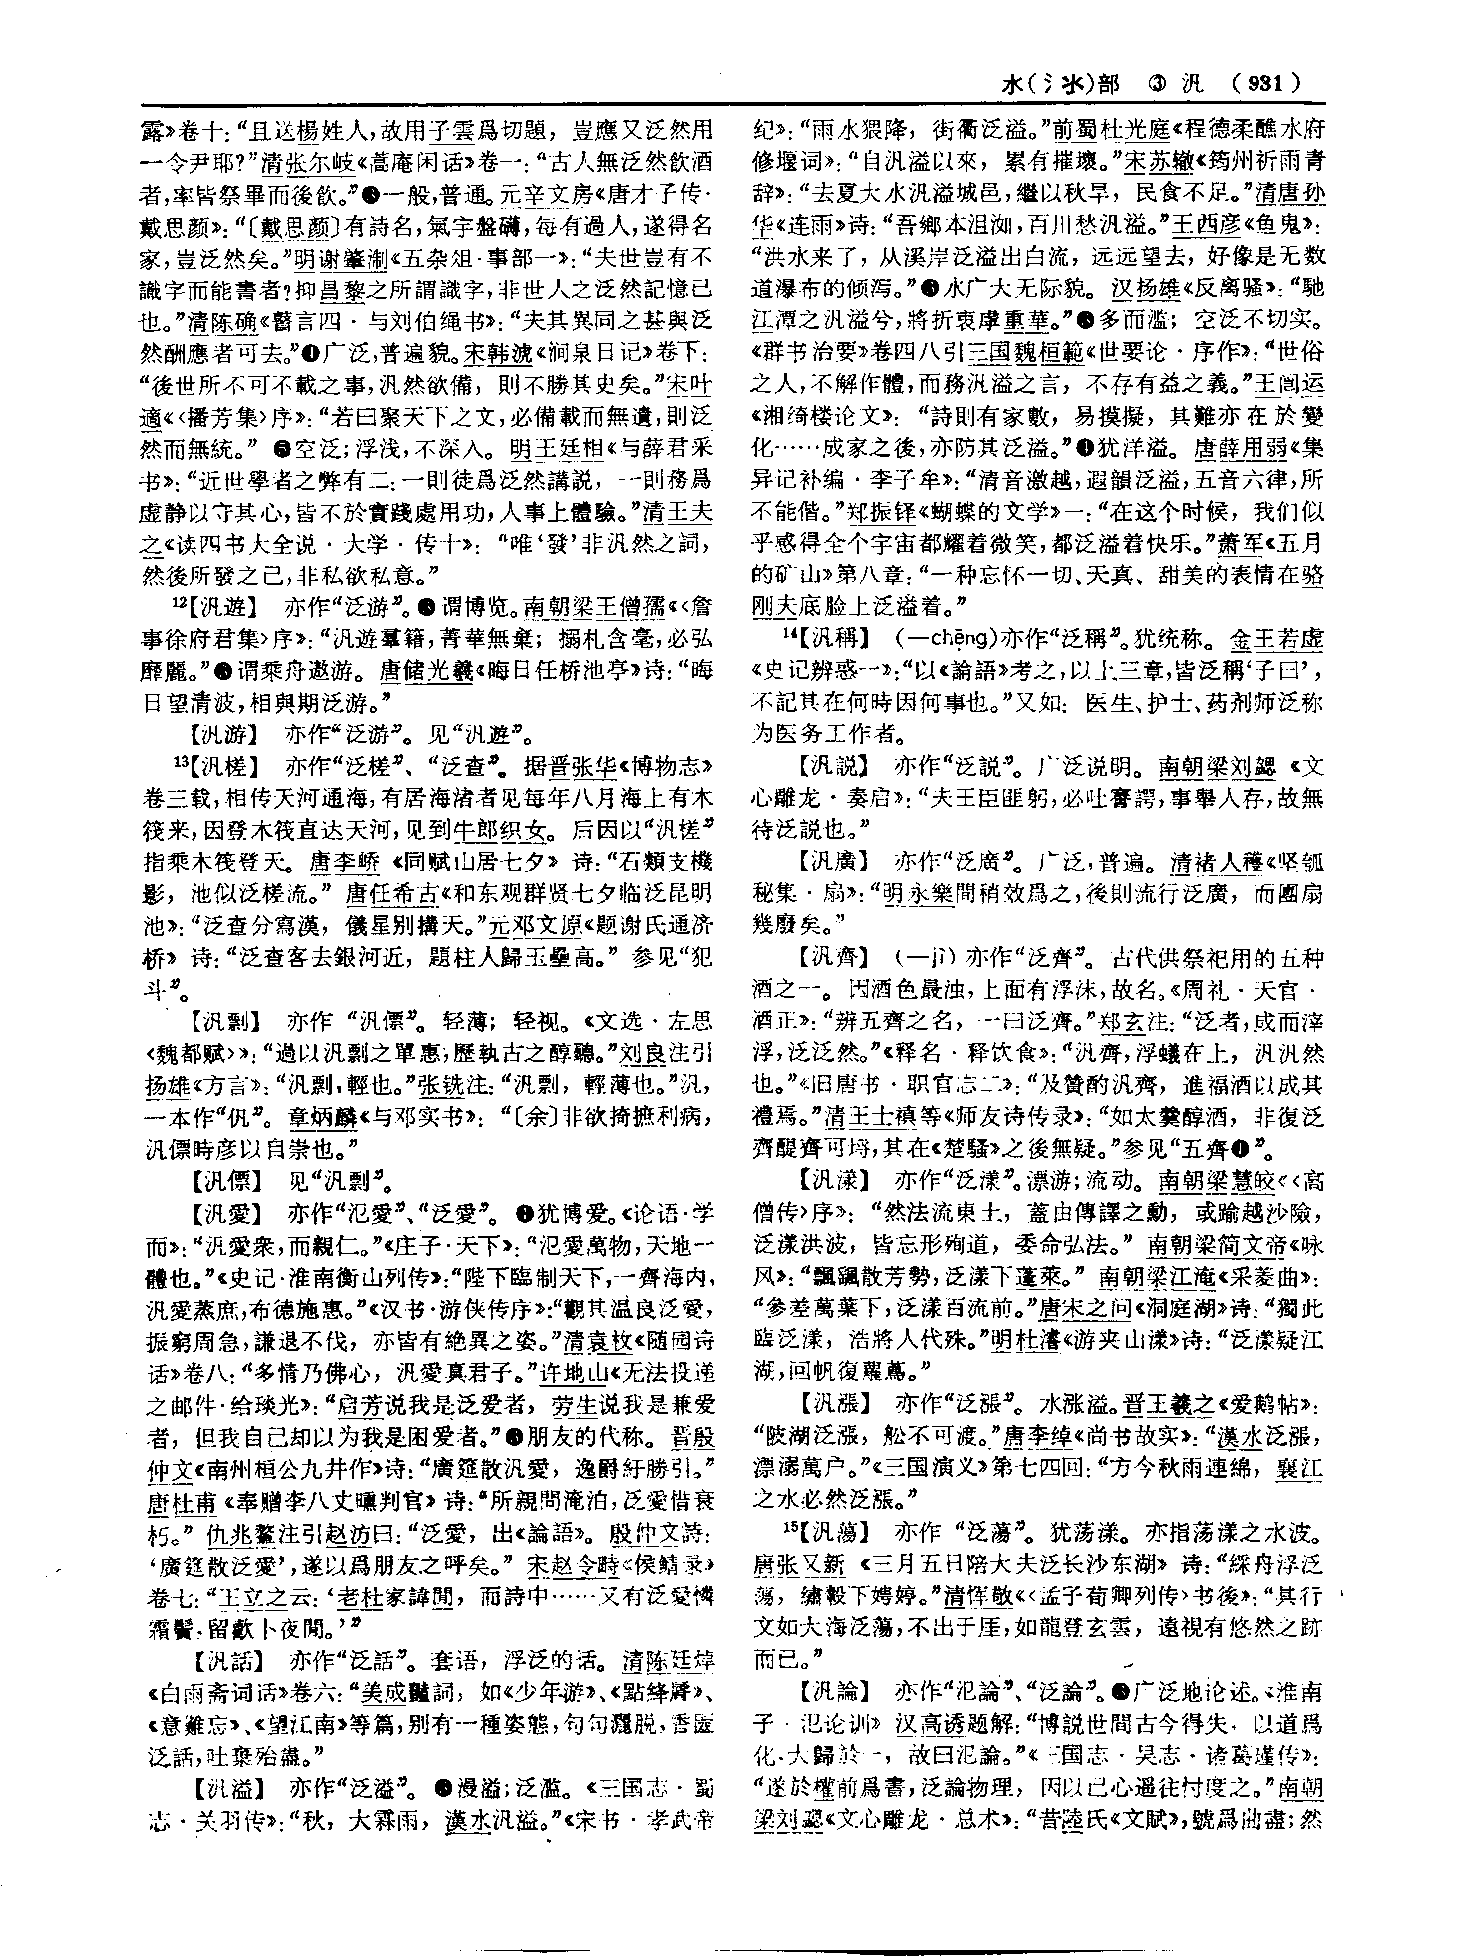 水(氵氺)部　③　汎　(931)
露》卷十：“且送楊姓人，故用子雲爲切題，豈應又泛然用
一令尹耶？”清张尔岐《蒿庵闲话》卷一：“古人無泛然飲酒
者，率皆祭畢而後飲。”❸一般，普通。元辛文房《唐才子传·
戴思颜》：“〔戴思颜〕有詩名，氣宇盤礴，每有過人，遂得名
家，豈泛然矣。”明谢肇淛《五杂俎·事部一》：“夫世豈有不
識字而能書者？抑昌黎之所謂識字，非世人之泛然記憶已
也。”清陈确《瞽言四·与刘伯绳书》：“夫其異同之甚與泛
然酬應者可去。”❹广泛，普遍貌。宋韩淲《涧泉日记》卷下：
“後世所不可不載之事，汎然欲備，則不勝其史矣。”宋叶
適《〈播芳集〉序》：“若曰聚天下之文，必備載而無遺，則泛
然而無統。”❺空泛；浮浅，不深入。明王廷相《与薛君采
书》：“近世學者之弊有二：一則徒爲泛然講説，一則務爲
虚静以守其心，皆不於實踐處用功，人事上體驗。”清王夫
之《读四书大全说·大学·传十》：“唯‘發’非汎然之詞，
然後所發之己，非私欲私意。”
12【汎遊】　亦作“泛游”。❶谓博览。南朝梁王僧孺《〈詹
事徐府君集〉序》：“汎遊羣籍，菁華無棄；搦札含毫，必弘
靡麗。”❷谓乘舟遨游。唐储光羲《晦日任桥池亭》诗：“晦
日望清波，相與期泛游。”
【汎游】　亦作“泛游”。见“汎遊”。
13【汎槎】　亦作“泛槎”、“泛查”。据晋张华《博物志》
卷三载，相传天河通海，有居海渚者见每年八月海上有木
筏来，因登木筏直达天河，见到牛郎织女。后因以“汎槎”
指乘木筏登天。唐李峤《同赋山居七夕》诗：“石類支機
影，池似泛槎流。”唐任希古《和东观群贤七夕临泛昆明
池》：“泛查分寫漢，儀星别搆天。”元邓文原《题谢氏通济
桥》诗：“泛查客去銀河近，題柱人歸玉壘高。”参见“犯
斗”。
【汎剽】　亦作“汎僄”。轻薄；轻视。《文选·左思
〈魏都赋〉》：“過以汎剽之單惠，歷執古之醇聽。”刘良注引
扬雄《方言》：“汎剽，輕也。”张铣注：“汎剽，輕薄也。”汎，
一本作“㠶”。章炳麟《与邓实书》：“〔余〕非欲掎摭利病，
汎僄時彦以自崇也。”
【汎僄】　见“汎剽”。
【汎愛】　亦作“氾愛”、“泛愛”。❶犹博爱。《论语·学
而》：“汎愛衆，而親仁。”《庄子·天下》：“氾愛萬物，天地一
體也。”《史记·淮南衡山列传》：“陛下臨制天下，一齊海内，
汎愛蒸庶，布德施惠。”《汉书·游侠传序》：“觀其温良泛愛，
振窮周急，謙退不伐，亦皆有絶異之姿。”清袁枚《随园诗
话》卷八：“多情乃佛心，汎愛真君子。”许地山《无法投递
之邮件·给琰光》：“启芳说我是泛爱者，劳生说我是兼爱
者，但我自己却以为我是困爱者。”❷朋友的代称。晋殷
仲文《南州桓公九井作》诗：“廣筵散汎愛，逸爵紆勝引。”
唐杜甫《奉赠李八丈曛判官》诗：“所親問淹泊，泛愛惜衰
朽。”仇兆鳌注引赵汸曰：“泛愛，出《論語》。殷仲文詩：
‘廣筵散泛愛’，遂以爲朋友之呼矣。”宋赵令畤《侯鲭录》
卷七：“王立之云：‘老杜家諱閒，而詩中……又有泛愛憐
霜鬢，留歡卜夜閒。’”
【汎話】　亦作“泛話”。套语，浮泛的话。清陈廷焯
《白雨斋词话》卷六：“美成豔詞，如《少年游》、《點絳脣》、
《意難忘》、《望江南》等篇，别有一種姿態，句句灑脱，香匳
泛話，吐棄殆盡。”
【汎溢】　亦作“泛溢”。❶漫溢；泛滥。《三国志·蜀
志·关羽传》：“秋，大霖雨，漢水汎溢。”《宋书·孝武帝
纪》：“雨水猥降，街衢泛溢。”前蜀杜光庭《程德柔醮水府
修堰词》：“自汎溢以來，累有摧壞。”宋苏辙《筠州祈雨青
辞》：“去夏大水汎溢城邑，繼以秋旱，民食不足。”清唐孙
华《连雨》诗：“吾鄉本沮洳，百川愁汎溢。”王西彦《鱼鬼》：
“洪水来了，从溪岸泛溢出白流，远远望去，好像是无数
道瀑布的倾泻。”❷水广大无际貌。汉扬雄《反离骚》：“馳
江潭之汎溢兮，將折衷虖重華。”❸多而滥；空泛不切实。
《群书治要》卷四八引三国魏桓範《世要论·序作》：“世俗
之人，不解作體，而務汎溢之言，不存有益之義。”王闿运
《湘绮楼论文》：“詩則有家數，易摸擬，其難亦在於變
化……成家之後，亦防其泛溢。”❹犹洋溢。唐薛用弱《集
异记补编·李子牟》：“清音激越，遐韻泛溢，五音六律，所
不能偕。”郑振铎《蝴蝶的文学》一：“在这个时候，我们似
乎感得全个宇宙都耀着微笑，都泛溢着快乐。”萧军《五月
的矿山》第八章：“一种忘怀一切、天真、甜美的表情在骆
刚夫底脸上泛溢着。”
14【汎稱】　（—chēng）亦作“泛稱”。犹统称。金王若虚
《史记辨惑一》：“以《論語》考之，以上三章，皆泛稱‘子曰’，
不記其在何時因何事也。”又如：医生、护士、药剂师泛称
为医务工作者。
【汎説】　亦作“泛説”。广泛说明。南朝梁刘勰《文
心雕龙·奏启》：“夫王臣匪躬，必吐謇諤，事舉人存，故無
待泛説也。”
【汎廣】　亦作“泛廣”。广泛，普遍。清褚人穫《坚瓠
秘集·扇》：“明永樂間稍效爲之，後則流行泛廣，而團扇
幾廢矣。”
【汎齊】　（—jì）亦作“泛齊”。古代供祭祀用的五种
酒之一。因酒色最浊，上面有浮沫，故名。《周礼·天官·
酒正》：“辨五齊之名，一曰泛齊。”郑玄注：“泛者，成而滓
浮，泛泛然。”《释名·释饮食》：“汎齊，浮蟻在上，汎汎然
也。”《旧唐书·职官志二》：“及贊酌汎齊，進福酒以成其
禮焉。”清王士禛等《师友诗传录》：“如太羹醇酒，非復泛
齊醍齊可埒，其在《楚騷》之後無疑。”参见“五齊❶”。
【汎漾】　亦作“泛漾”。漂游；流动。南朝梁慧皎《〈高
僧传〉序》：“然法流東土，蓋由傳譯之勳，或踰越沙險，
泛漾洪波，皆忘形殉道，委命弘法。”南朝梁简文帝《咏
风》：“飄颻散芳勢，泛漾下蓬萊。”南朝梁江淹《采菱曲》：
“參差萬葉下，泛漾百流前。”唐宋之问《洞庭湖》诗：“獨此
臨泛漾，浩將人代殊。”明杜濬《游夹山漾》诗：“泛漾疑江
湖，回帆復蘿蔦。”
【汎漲】　亦作“泛漲”。水涨溢。晋王羲之《爱鹅帖》：
“陂湖泛漲，舩不可渡。”唐李绰《尚书故实》：“漢水泛漲，
漂溺萬户。”《三国演义》第七四回：“方今秋雨連綿，襄江
之水必然泛漲。”
15【汎蕩】　亦作“泛蕩”。犹荡漾。亦指荡漾之水波。
唐张又新《三月五日陪大夫泛长沙东湖》诗：“綵舟浮泛
蕩，繡轂下娉婷。”清恽敬《〈孟子荀卿列传〉书後》：“其行
文如大海泛蕩，不出于厓，如龍登玄雲，遠視有悠然之跡
而已。”
【汎論】　亦作“氾論”、“泛論”。❶广泛地论述。《淮南
子·氾论训》汉高诱题解：“博説世間古今得失，以道爲
化，大歸於一，故曰氾論。”《三国志·吴志·诸葛瑾传》：
“遂於權前爲書，泛論物理，因以己心遥往忖度之。”南朝
梁刘勰《文心雕龙·总术》：“昔陸氏《文賦》，號爲曲盡；然